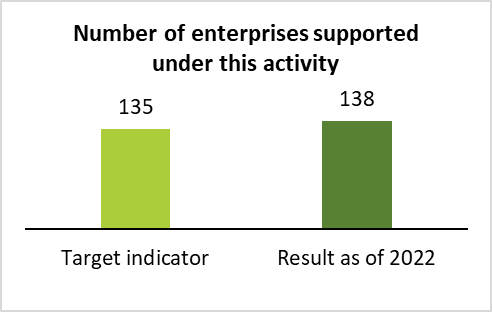 Number of enterprises supported
under this activity
135
138
Target indicator
Result as of 2022